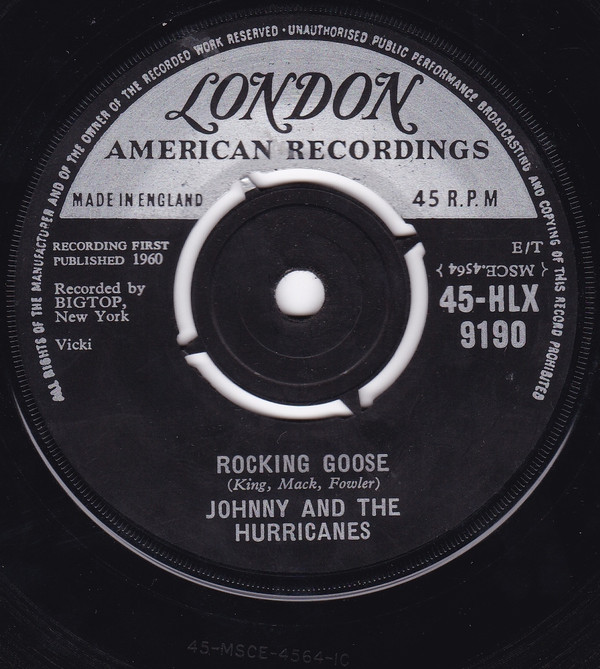 ALL RIGHTS OF THE MANUFACTURER AND OF THE OWNER OF THE RECORDED WORK RESERVED · UNAUTHORISED PUBLIC PERFORMANCE BROADCASTING AND COPYING OF THIS RECORD PROHIBITED
LONDON
AMERICAN RECORDINGS
MADE IN ENGLAND
45 R.P.M
RECORDING FIRST
PUBLISHED 1960
E/T
{ MSCE.4564 }
Recorded by
BIGTOP,
New York
45-HLX
9190
Vicki
ROCKING GOOSE
(King, Mack, Fowler)
JOHNNY AND THE
HURRICANES
45-MSCE-4564-1C